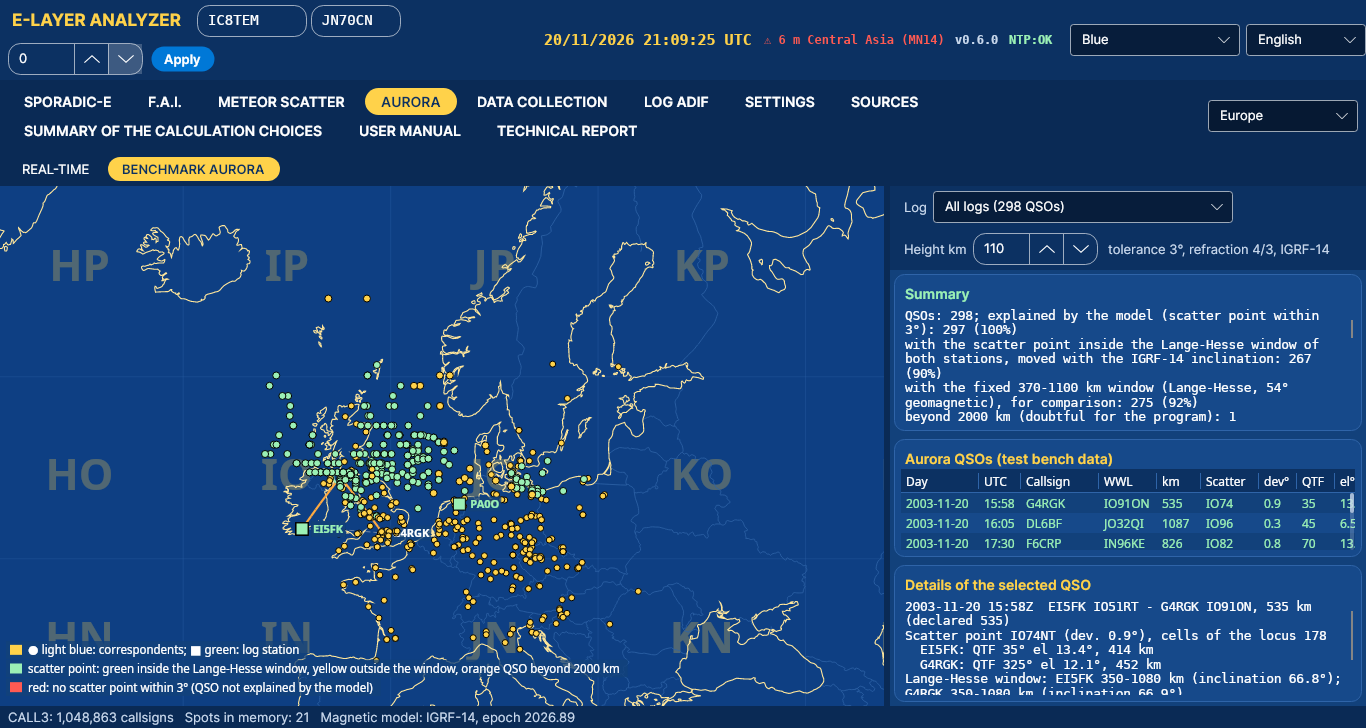 E-LAYER ANALYZER IC8TEM JN70CN
20/11/2026 21:09:25 UTC ⚠ 6 m Central Asia (MN14) v0.6.0 NTP:OK Blue English
0 Apply
SPORADIC-E F.A.I. METEOR SCATTER AURORA DATA COLLECTION LOG ADIF SETTINGS SOURCES
SUMMARY OF THE CALCULATION CHOICES USER MANUAL TECHNICAL REPORT
Europe
REAL-TIME BENCHMARK AURORA
HP IP JP KP
HO KO
PA0O
EI5FK
G4RGK
HN IN JN KN
● light blue: correspondents; ■ green: log station
scatter point: green inside the Lange-Hesse window, yellow outside the window, orange QSO beyond 2000 km
red: no scatter point within 3° (QSO not explained by the model)
Log All logs (298 QSOs)
Height km 110 tolerance 3°, refraction 4/3, IGRF-14
Summary
QSOs: 298; explained by the model (scatter point within
3°): 297 (100%)
with the scatter point inside the Lange-Hesse window of
both stations, moved with the IGRF-14 inclination: 267
(90%)
with the fixed 370-1100 km window (Lange-Hesse, 54°
geomagnetic), for comparison: 275 (92%)
beyond 2000 km (doubtful for the program): 1
Aurora QSOs (test bench data)
Day UTC Callsign WWL km Scatter dev° QTF el°
2003-11-20 15:58 G4RGK IO91ON 535 IO74 0.9 35 13.
2003-11-20 16:05 DL6BF JO32QI 1087 IO96 0.3 45 6.5
2003-11-20 17:30 F6CRP IN96KE 826 IO82 0.8 70 13.
Details of the selected QSO
2003-11-20 15:58Z EI5FK IO51RT - G4RGK IO91ON, 535 km
(declared 535)
Scatter point IO74NT (dev. 0.9°), cells of the locus 178
EI5FK: QTF 35° el 13.4°, 414 km
G4RGK: QTF 325° el 12.1°, 452 km
Lange-Hesse window: EI5FK 350-1080 km (inclination 66.8°);
G4RGK 350-1080 km (inclination 66.9°)
CALL3: 1,048,863 callsigns Spots in memory: 21 Magnetic model: IGRF-14, epoch 2026.89